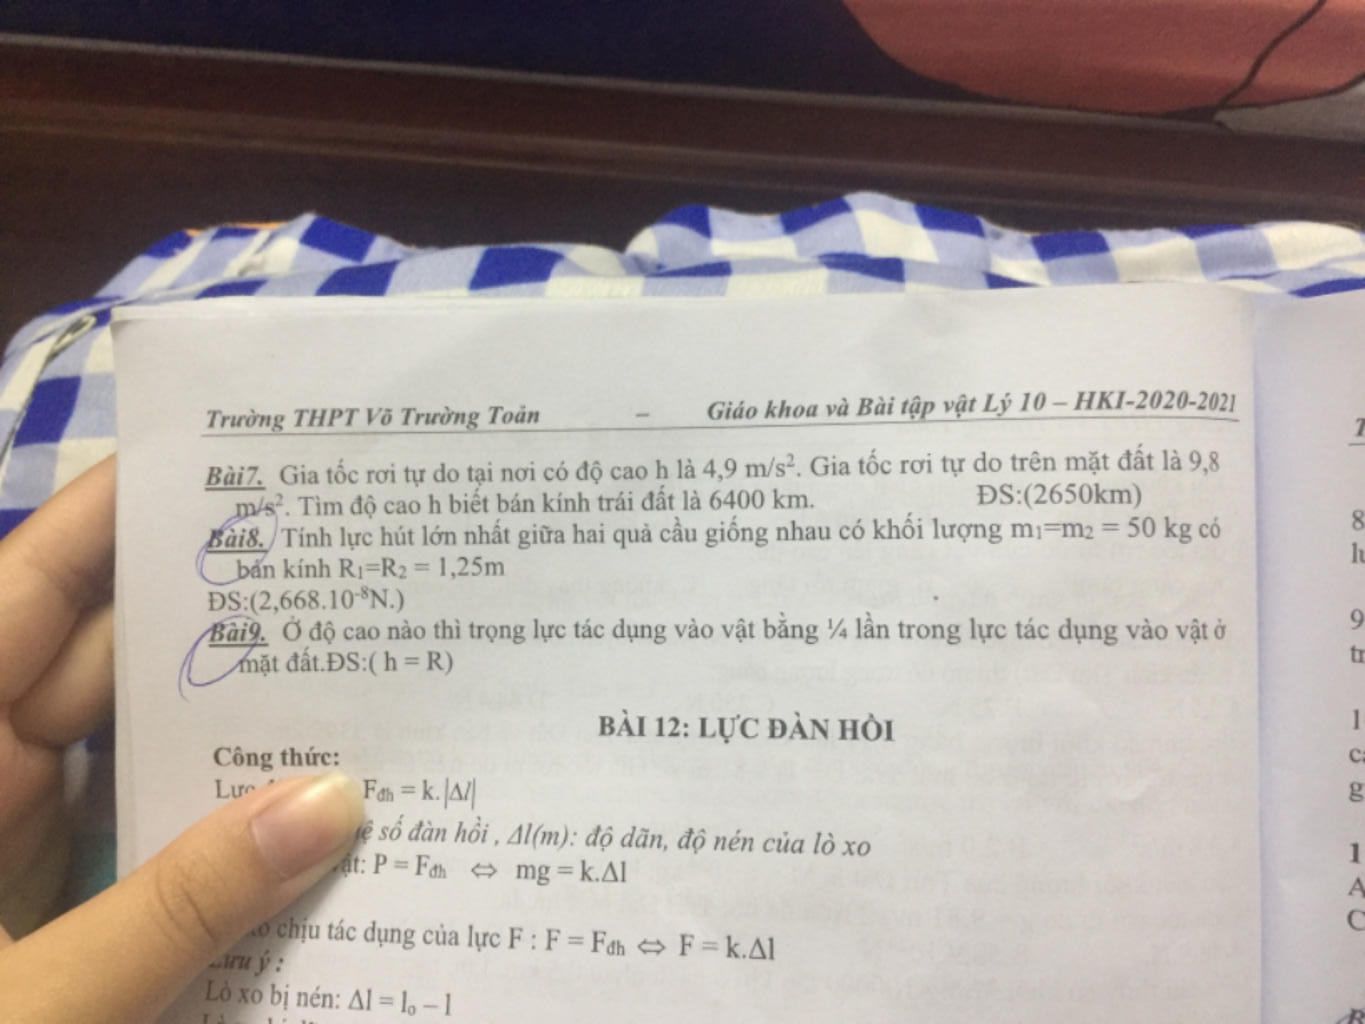 Trường THPT Võ Trường Toản – Giáo khoa và Bài tập vật Lý 10 – HKI-2020-2021
Bài7. Gia tốc rơi tự do tại nơi có độ cao h là 4,9 m/s². Gia tốc rơi tự do trên mặt đất là 9,8
m/s². Tìm độ cao h biết bán kính trái đất là 6400 km. ĐS:(2650km)
Bài8. Tính lực hút lớn nhất giữa hai quả cầu giống nhau có khối lượng m₁=m₂ = 50 kg có
bán kính R₁=R₂ = 1,25m
ĐS:(2,668.10⁻⁸N.)
Bài9. Ở độ cao nào thì trọng lực tác dụng vào vật bằng ¼ lần trong lực tác dụng vào vật ở
mặt đất.ĐS:( h = R)
BÀI 12: LỰC ĐÀN HỒI
Công thức:
Fđh = k.|Δl|
số đàn hồi , Δl(m): độ dãn, độ nén của lò xo
P = Fđh ⇔ mg = k.Δl
chịu tác dụng của lực F : F = Fđh ⇔ F = k.Δl
Lưu ý :
Lò xo bị nén: Δl = lₒ – l